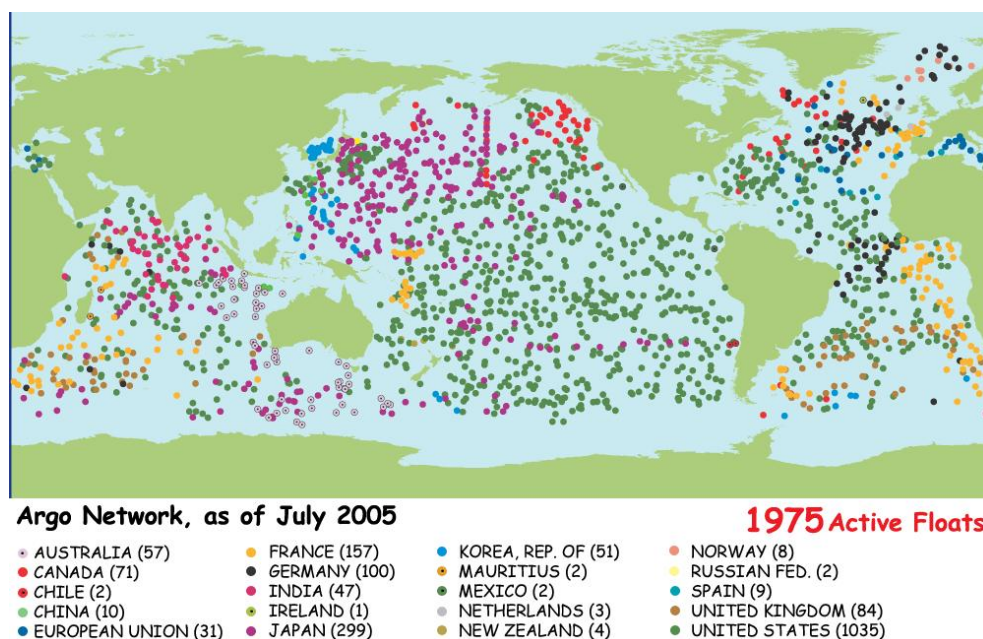 Argo Network, as of July 2005
1975 Active Floats
AUSTRALIA (57)
CANADA (71)
CHILE (2)
CHINA (10)
EUROPEAN UNION (31)
FRANCE (157)
GERMANY (100)
INDIA (47)
IRELAND (1)
JAPAN (299)
KOREA, REP. OF (51)
MAURITIUS (2)
MEXICO (2)
NETHERLANDS (3)
NEW ZEALAND (4)
NORWAY (8)
RUSSIAN FED. (2)
SPAIN (9)
UNITED KINGDOM (84)
UNITED STATES (1035)